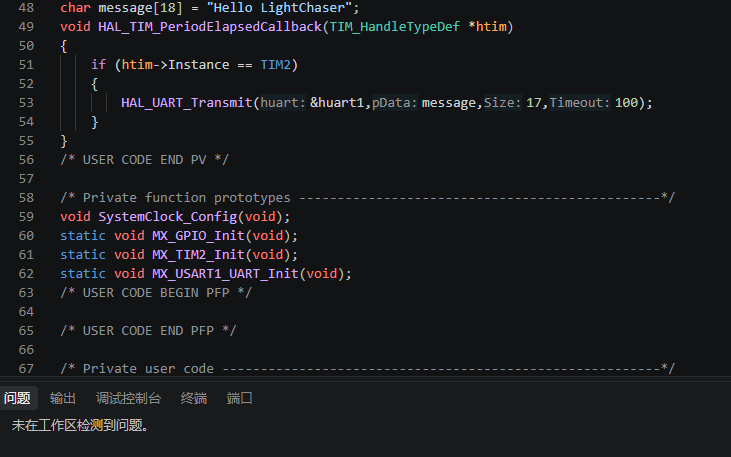 48 char message[18] = "Hello LightChaser";
49 void HAL_TIM_PeriodElapsedCallback(TIM_HandleTypeDef *htim)
50 {
51 if (htim->Instance == TIM2)
52 {
53 HAL_UART_Transmit(huart:&huart1,pData:message,Size:17,Timeout:100);
54 }
55 }
56 /* USER CODE END PV */
57
58 /* Private function prototypes -----------------------------------------------*/
59 void SystemClock_Config(void);
60 static void MX_GPIO_Init(void);
61 static void MX_TIM2_Init(void);
62 static void MX_USART1_UART_Init(void);
63 /* USER CODE BEGIN PFP */
64
65 /* USER CODE END PFP */
66
67 /* Private user code ---------------------------------------------------------*/
问题 输出 调试控制台 终端 端口
未在工作区检测到问题。